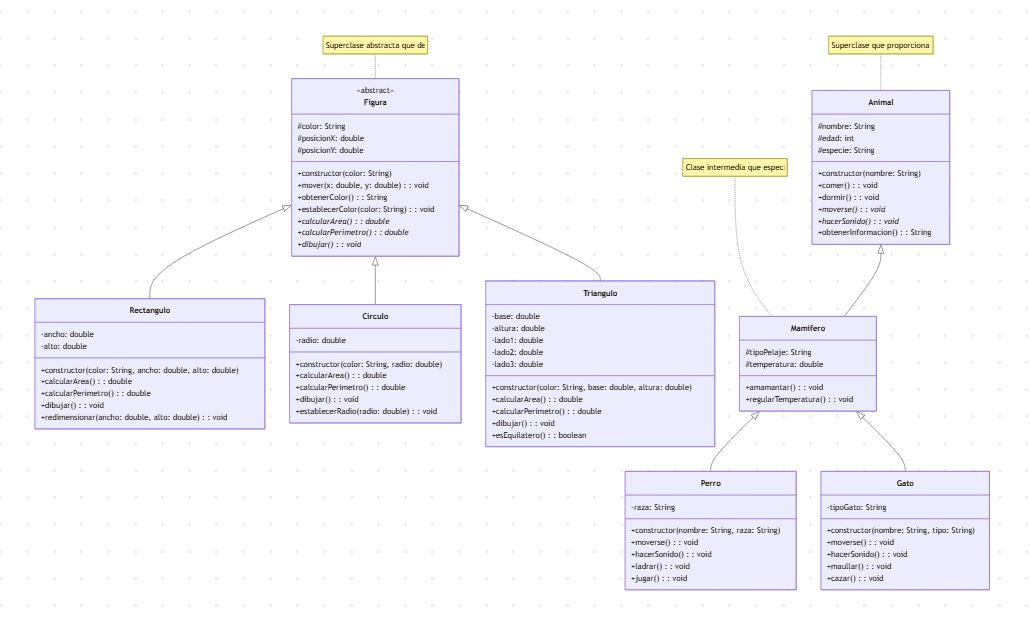 Superclase abstracta que de
«abstract»
Figura
#color: String
#posicionX: double
#posicionY: double
+constructor(color: String)
+mover(x: double, y: double) : : void
+obtenerColor() : : String
+establecerColor(color: String) : : void
+calcularArea() : : double
+calcularPerimetro() : : double
+dibujar() : : void
Rectangulo
-ancho: double
-alto: double
+constructor(color: String, ancho: double, alto: double)
+calcularArea() : : double
+calcularPerimetro() : : double
+dibujar() : : void
+redimensionar(ancho: double, alto: double) : : void
Circulo
-radio: double
+constructor(color: String, radio: double)
+calcularArea() : : double
+calcularPerimetro() : : double
+dibujar() : : void
+establecerRadio(radio: double) : : void
Triangulo
-base: double
-altura: double
-lado1: double
-lado2: double
-lado3: double
+constructor(color: String, base: double, altura: double)
+calcularArea() : : double
+calcularPerimetro() : : double
+dibujar() : : void
+esEquilatero() : : boolean
Superclase que proporciona
Animal
#nombre: String
#edad: int
#especie: String
+constructor(nombre: String)
+comer() : : void
+dormir() : : void
+moverse() : : void
+hacerSonido() : : void
+obtenerInformacion() : : String
Clase intermedia que especi
Mamifero
#tipoPelaje: String
#temperatura: double
+amamantar() : : void
+regularTemperatura() : : void
Perro
-raza: String
+constructor(nombre: String, raza: String)
+moverse() : : void
+hacerSonido() : : void
+ladrar() : : void
+jugar() : : void
Gato
-tipoGato: String
+constructor(nombre: String, tipo: String)
+moverse() : : void
+hacerSonido() : : void
+maullar() : : void
+cazar() : : void